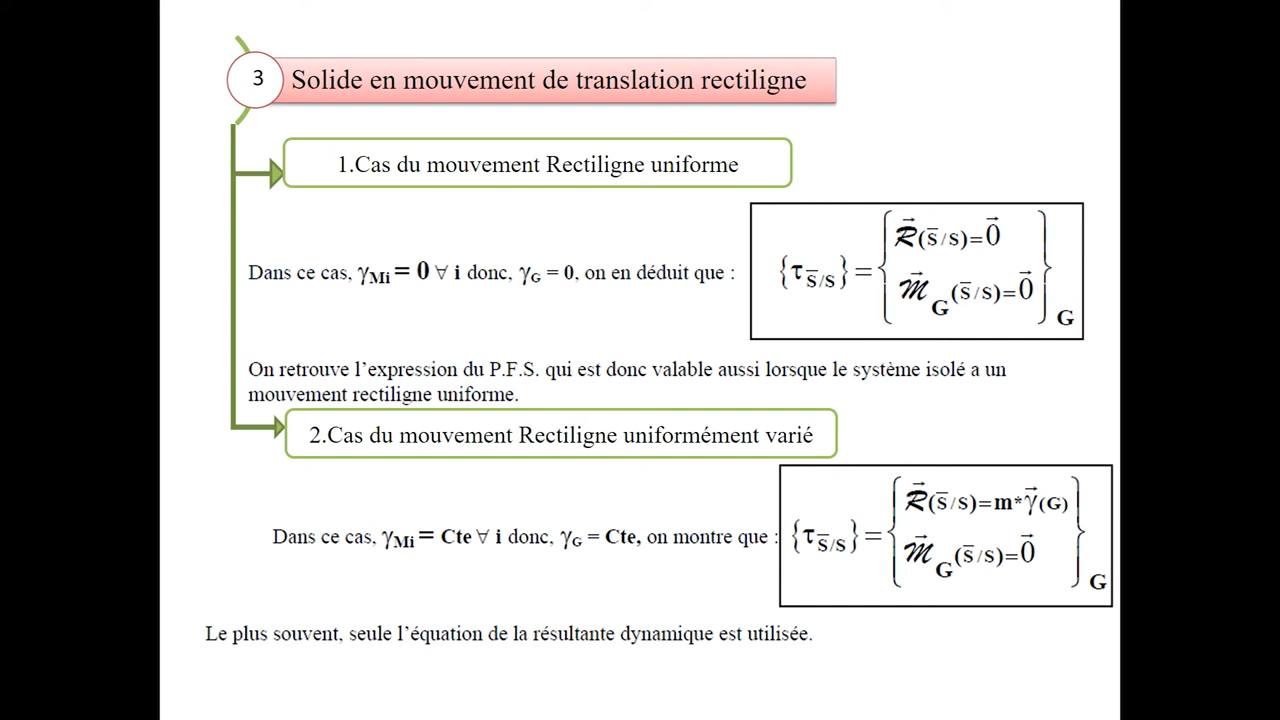 3
Solide en mouvement de translation rectiligne
1.Cas du mouvement Rectiligne uniforme
Dans ce cas, γMi = 0 ∀ i donc, γG = 0, on en déduit que :
{τ S̅/S} = { R⃗(s̅/s)=0⃗
M⃗G(s̅/s)=0⃗ }G
On retrouve l’expression du P.F.S. qui est donc valable aussi lorsque le système isolé a un
mouvement rectiligne uniforme.
2.Cas du mouvement Rectiligne uniformément varié
Dans ce cas, γMi = Cte ∀ i donc, γG = Cte, on montre que :
{τ S̅/S} = { R⃗(s̅/s)=m*γ⃗(G)
M⃗G(s̅/s)=0⃗ }G
Le plus souvent, seule l’équation de la résultante dynamique est utilisée.